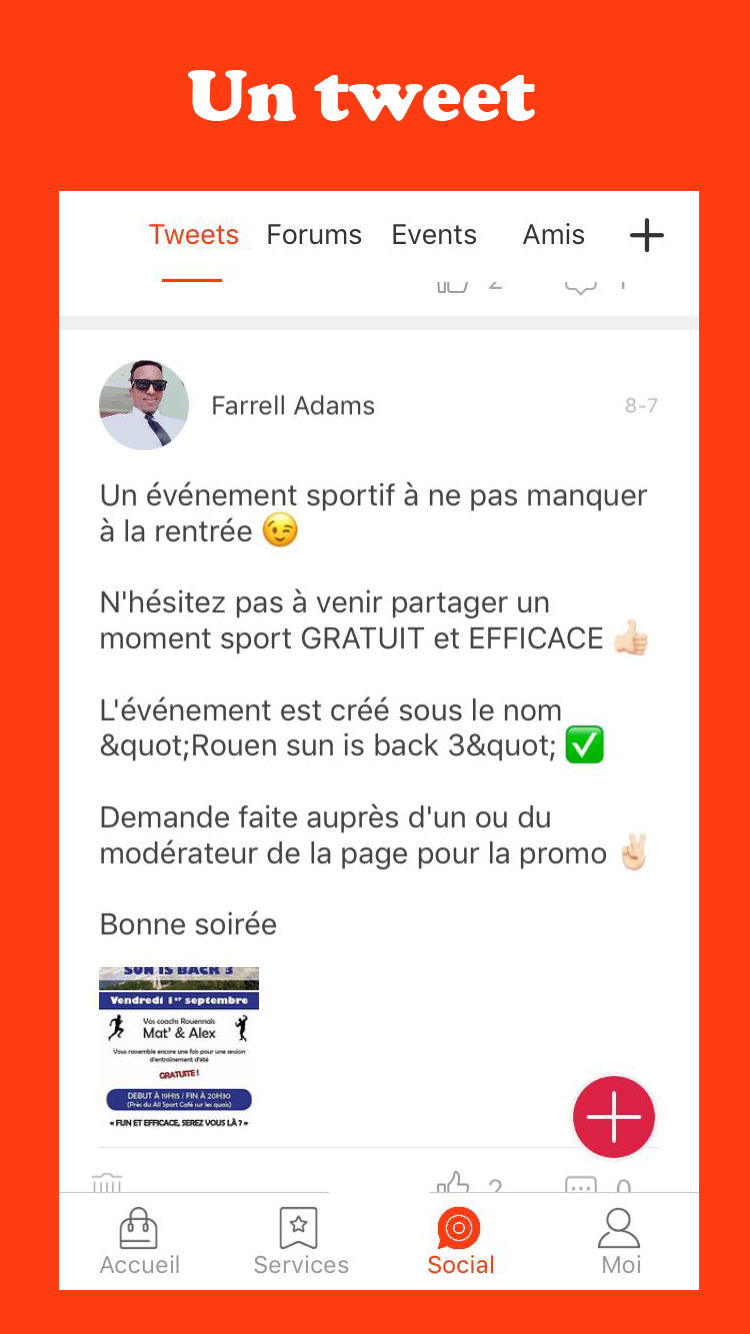 Un tweet
Tweets Forums Events Amis
2 1
Farrell Adams 8-7
Un événement sportif à ne pas manquer
à la rentrée 😉
N'hésitez pas à venir partager un
moment sport GRATUIT et EFFICACE 👍🏻
L'événement est créé sous le nom
&quot;Rouen sun is back 3&quot; ✅
Demande faite auprès d'un ou du
modérateur de la page pour la promo ✌🏻
Bonne soirée
SUN IS BACK 3
Vendredi 1er septembre
Vos coachs Rouennais
Mat' & Alex
Vous rassemble encore une fois pour une session
d'entrainement d'été
GRATUITE !
DEBUT À 19H15 / FIN À 20H30
(Près du All Sport Café sur les quais)
« FUN ET EFFICACE, SEREZ VOUS LÀ ? »
2 0
Accueil Services Social Moi